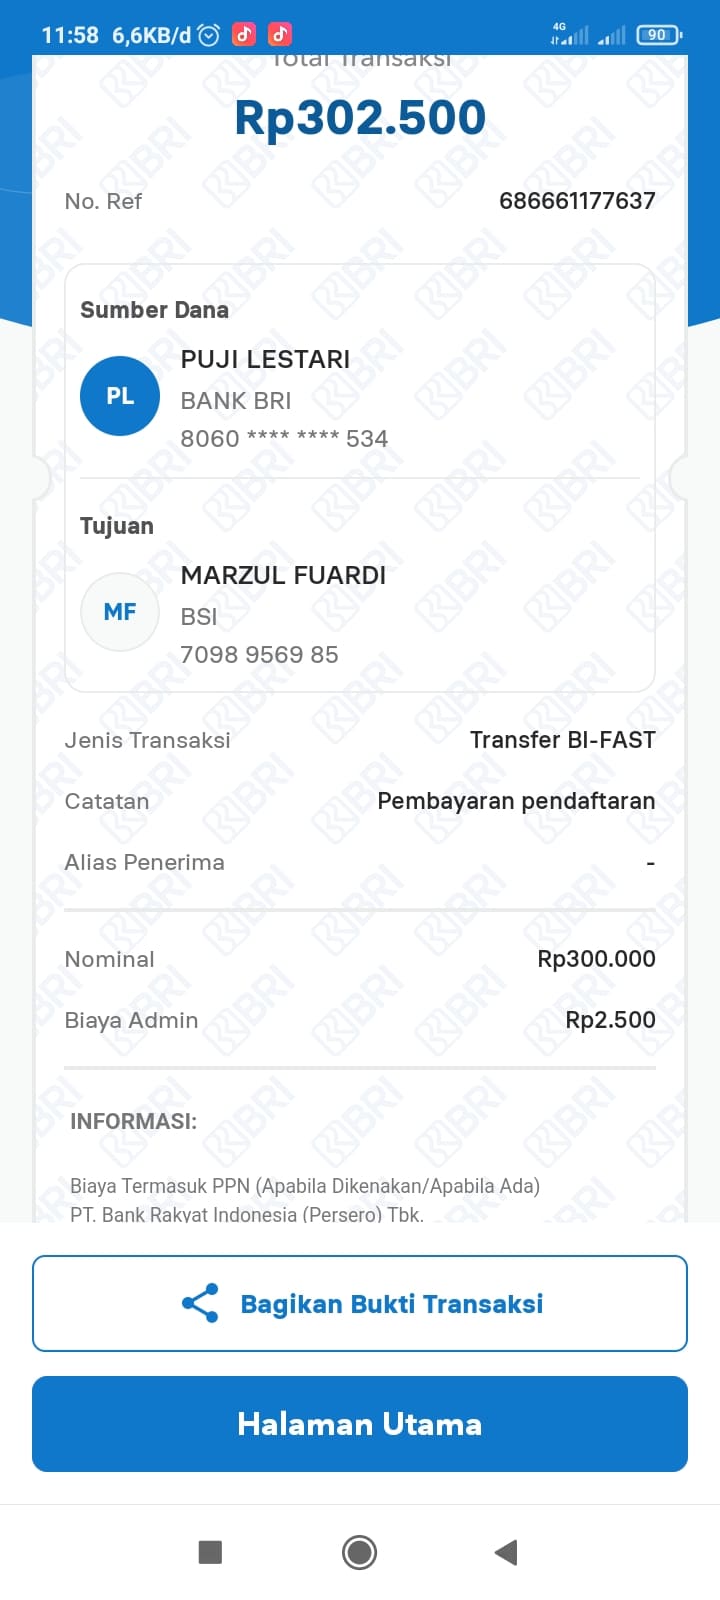 11:58 6,6KB/d
4G
90
Total Transaksi
Rp302.500
No. Ref 686661177637
Sumber Dana
PL
PUJI LESTARI
BANK BRI
8060 **** **** 534
Tujuan
MF
MARZUL FUARDI
BSI
7098 9569 85
Jenis Transaksi Transfer BI-FAST
Catatan Pembayaran pendaftaran
Alias Penerima -
Nominal Rp300.000
Biaya Admin Rp2.500
INFORMASI:
Biaya Termasuk PPN (Apabila Dikenakan/Apabila Ada)
PT. Bank Rakyat Indonesia (Persero) Tbk.
Bagikan Bukti Transaksi
Halaman Utama
BRI